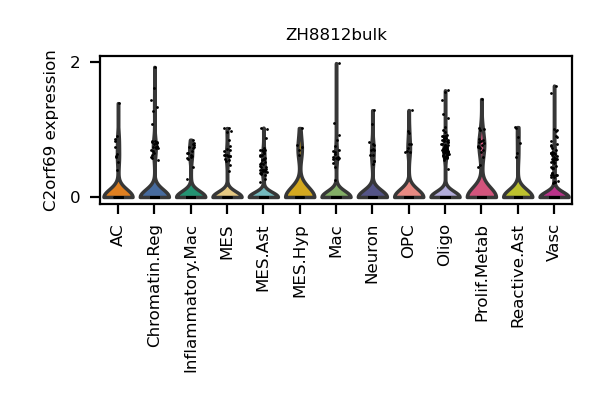 ZH8812bulk
C2orf69 expression
2
0
AC
Chromatin.Reg
Inflammatory.Mac
MES
MES.Ast
MES.Hyp
Mac
Neuron
OPC
Oligo
Prolif.Metab
Reactive.Ast
Vasc